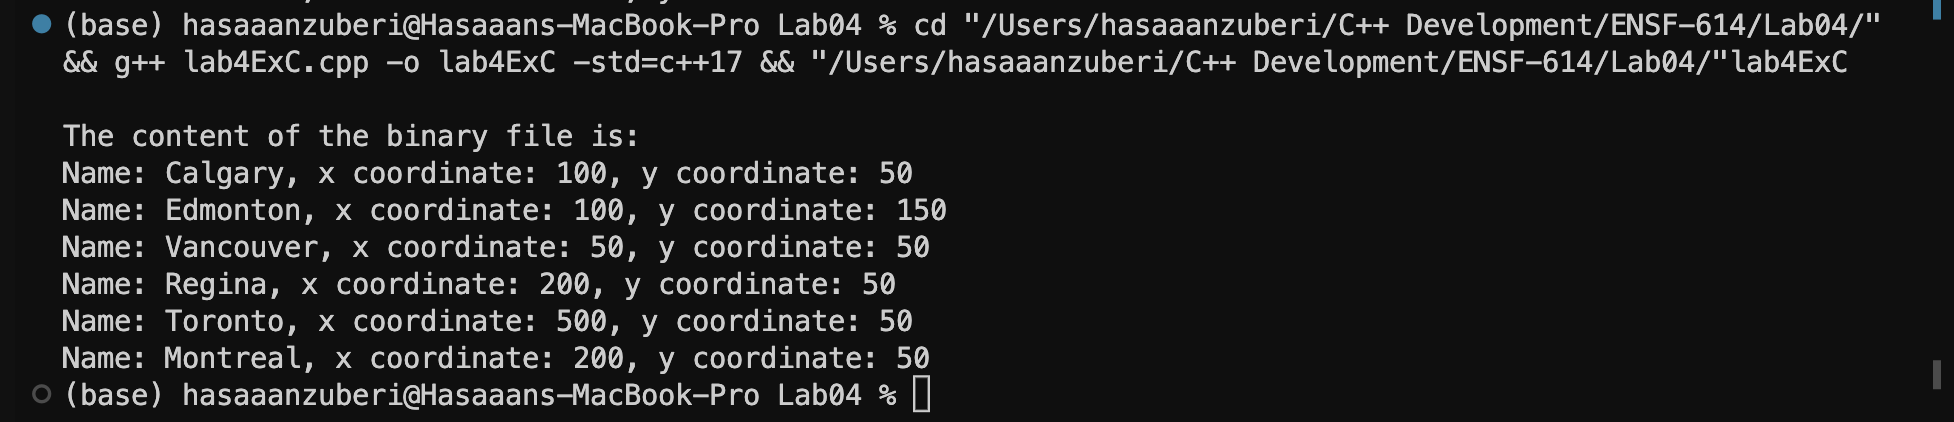 (base) hasaaanzuberi@Hasaaans-MacBook-Pro Lab04 % cd "/Users/hasaaanzuberi/C++ Development/ENSF-614/Lab04/"
&& g++ lab4ExC.cpp -o lab4ExC -std=c++17 && "/Users/hasaaanzuberi/C++ Development/ENSF-614/Lab04/"lab4ExC
The content of the binary file is:
Name: Calgary, x coordinate: 100, y coordinate: 50
Name: Edmonton, x coordinate: 100, y coordinate: 150
Name: Vancouver, x coordinate: 50, y coordinate: 50
Name: Regina, x coordinate: 200, y coordinate: 50
Name: Toronto, x coordinate: 500, y coordinate: 50
Name: Montreal, x coordinate: 200, y coordinate: 50
(base) hasaaanzuberi@Hasaaans-MacBook-Pro Lab04 %